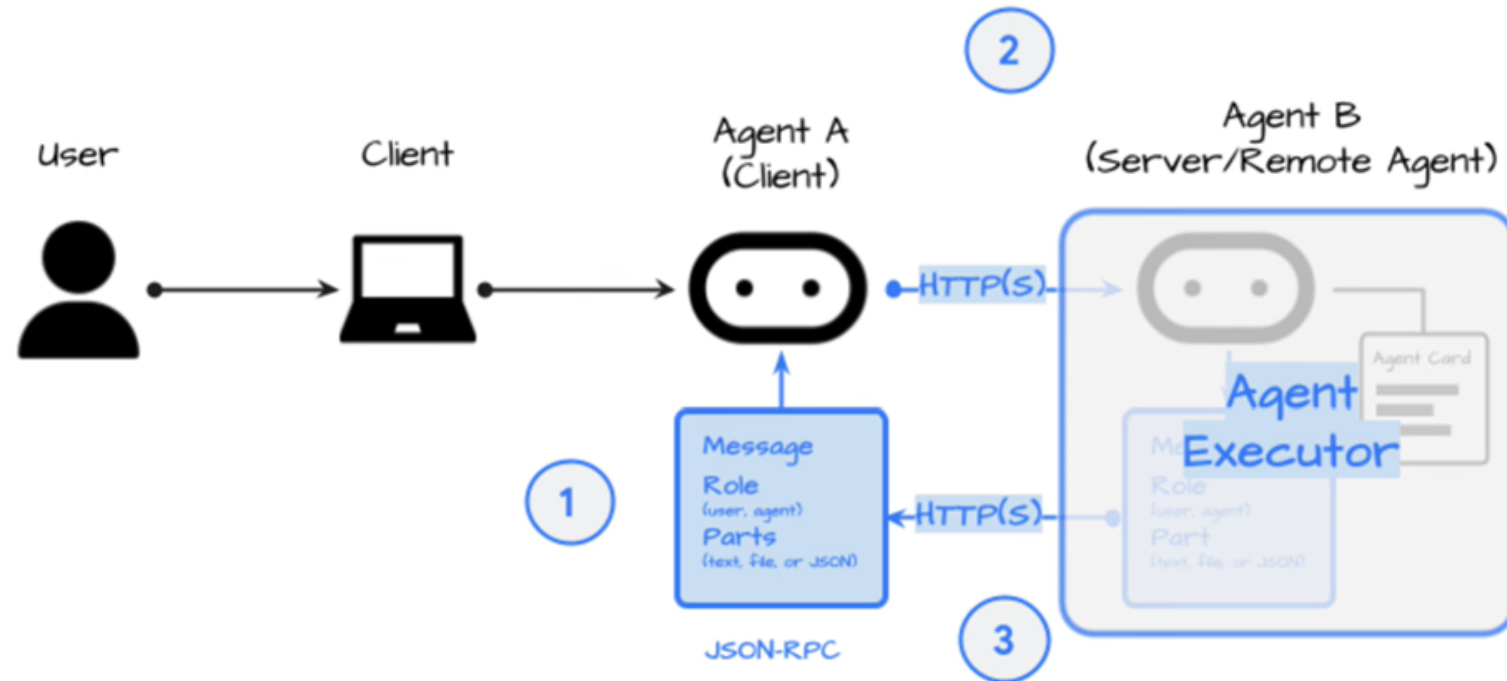 2
User
Client
Agent A
(Client)
Agent B
(Server/Remote Agent)
HTTP(S)
Agent Card
Agent
Executor
Message
Role
(user, agent)
Parts
(text, file, or JSON)
1
HTTP(S)
Me
Role
(user, agent)
Part
(text, file, or JSON)
JSON-RPC
3